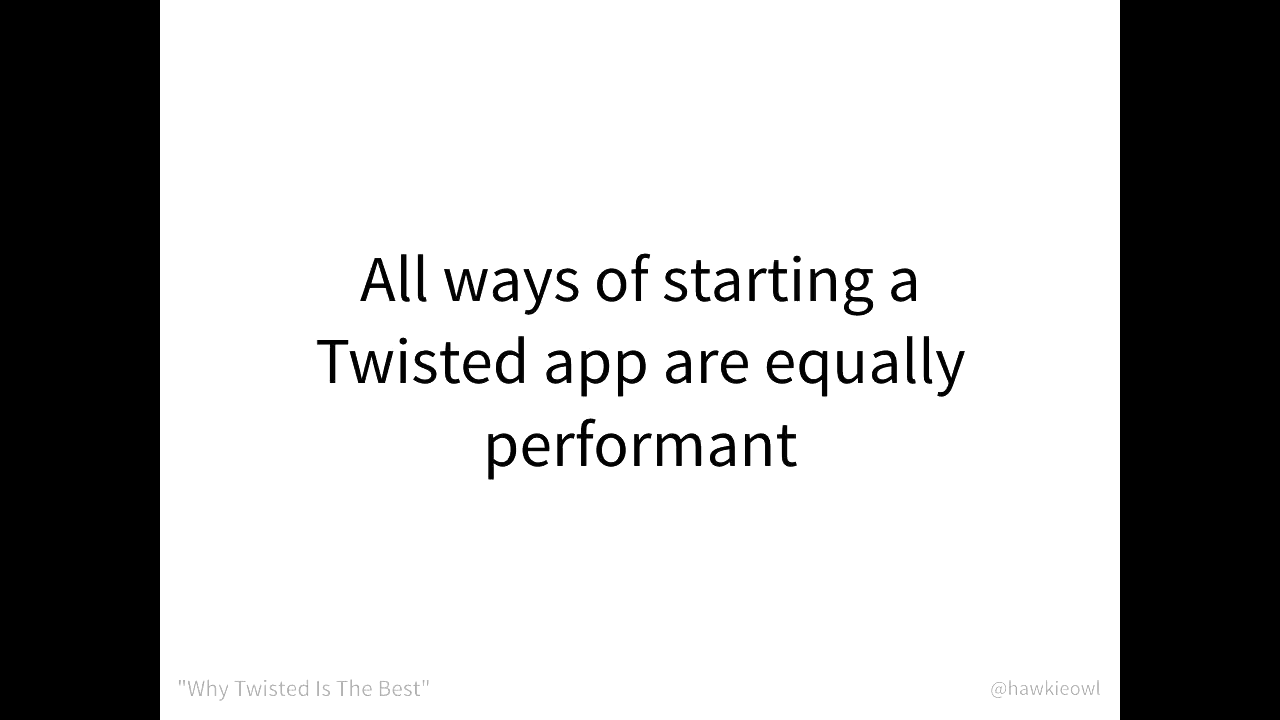 All ways of starting a
Twisted app are equally
performant
"Why Twisted Is The Best"
@hawkieowl